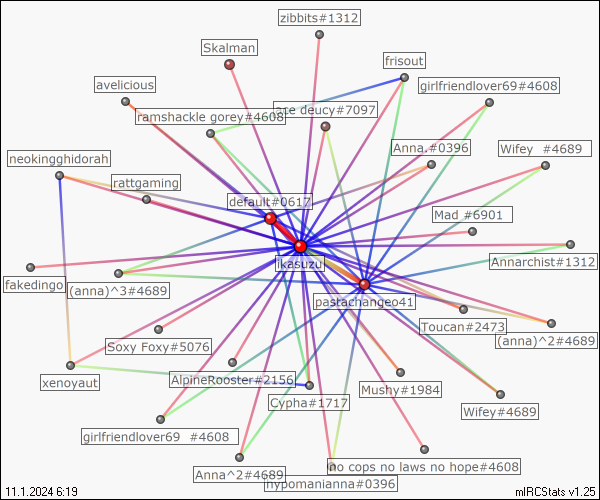 zibbits#1312
Skalman
frisout
avelicious
girlfriendlover69#4608
ramshackle gorey#4608
ace deucy#7097
Anna.#0396
Wifey  #4689
neokingghidorah
rattgaming
default#0617
Mad_#6901
ikasuzu
Annarchist#1312
fakedingo
(anna)^3#4689
pastachangeo41
Toucan#2473
(anna)^2#4689
Soxy Foxy#5076
xenoyaut
AlpineRooster#2156
Mushy#1984
Cypha#1717
Wifey#4689
girlfriendlover69  #4608
no cops no laws no hope#4608
Anna^2#4689
hypomanianna#0396
11.1.2024 6:19
mIRCStats v1.25